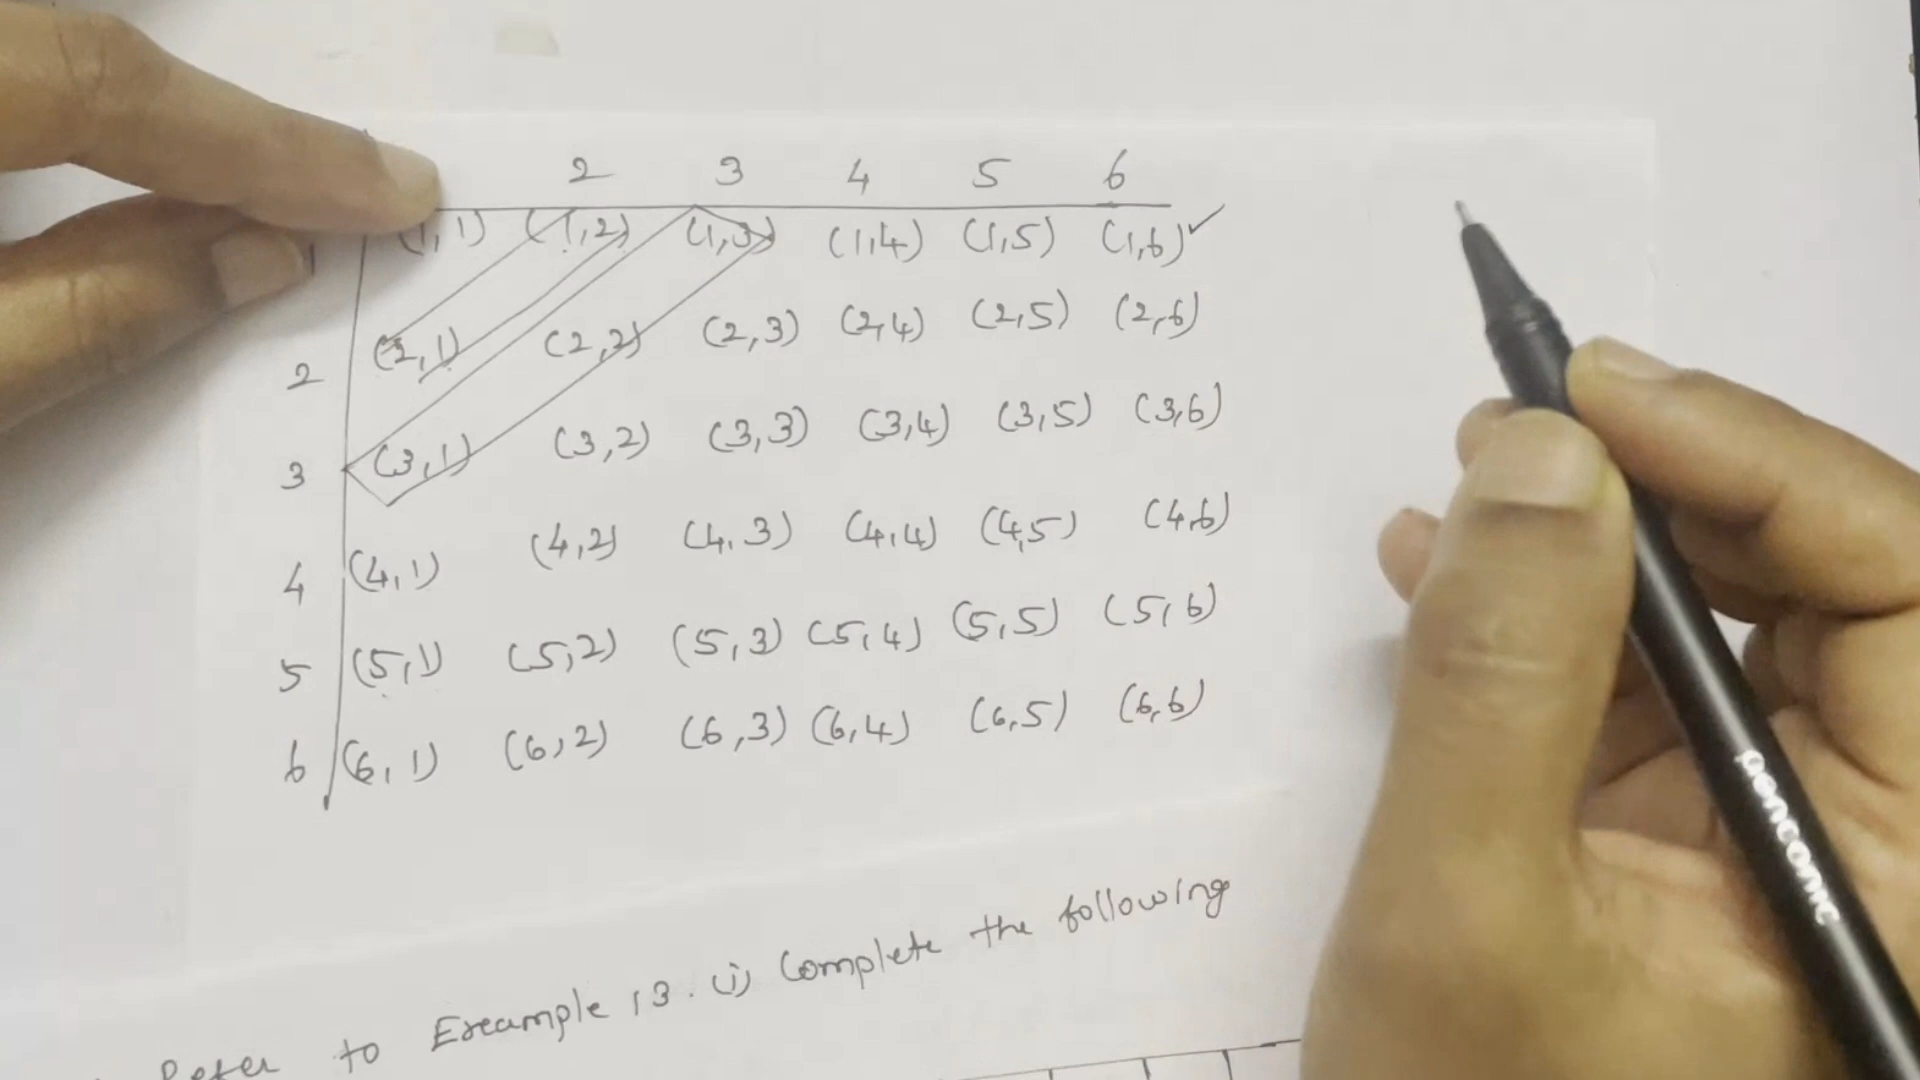 2 3 4 5 6
1 (1,1) (1,2) (1,3) (1,4) (1,5) (1,6)✓
2 (2,1) (2,2) (2,3) (2,4) (2,5) (2,6)
3 (3,1) (3,2) (3,3) (3,4) (3,5) (3,6)
4 (4,1) (4,2) (4,3) (4,4) (4,5) (4,6)
5 (5,1) (5,2) (5,3) (5,4) (5,5) (5,6)
6 (6,1) (6,2) (6,3) (6,4) (6,5) (6,6)
Refer to Example 13. (i) Complete the following
pencamc